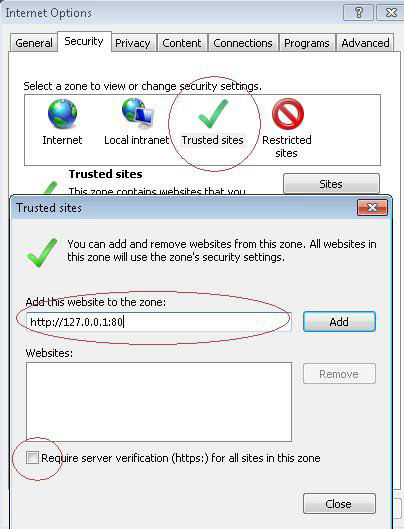 Internet Options
General Security Privacy Content Connections Programs Advanced
Select a zone to view or change security settings.
Internet Local intranet Trusted sites Restricted
sites
Trusted sites
This zone contains websites that you
Sites
Trusted sites
You can add and remove websites from this zone. All websites in
this zone will use the zone's security settings.
Add this website to the zone:
http://127.0.0.1:80 Add
Websites:
Remove
Require server verification (https:) for all sites in this zone
Close